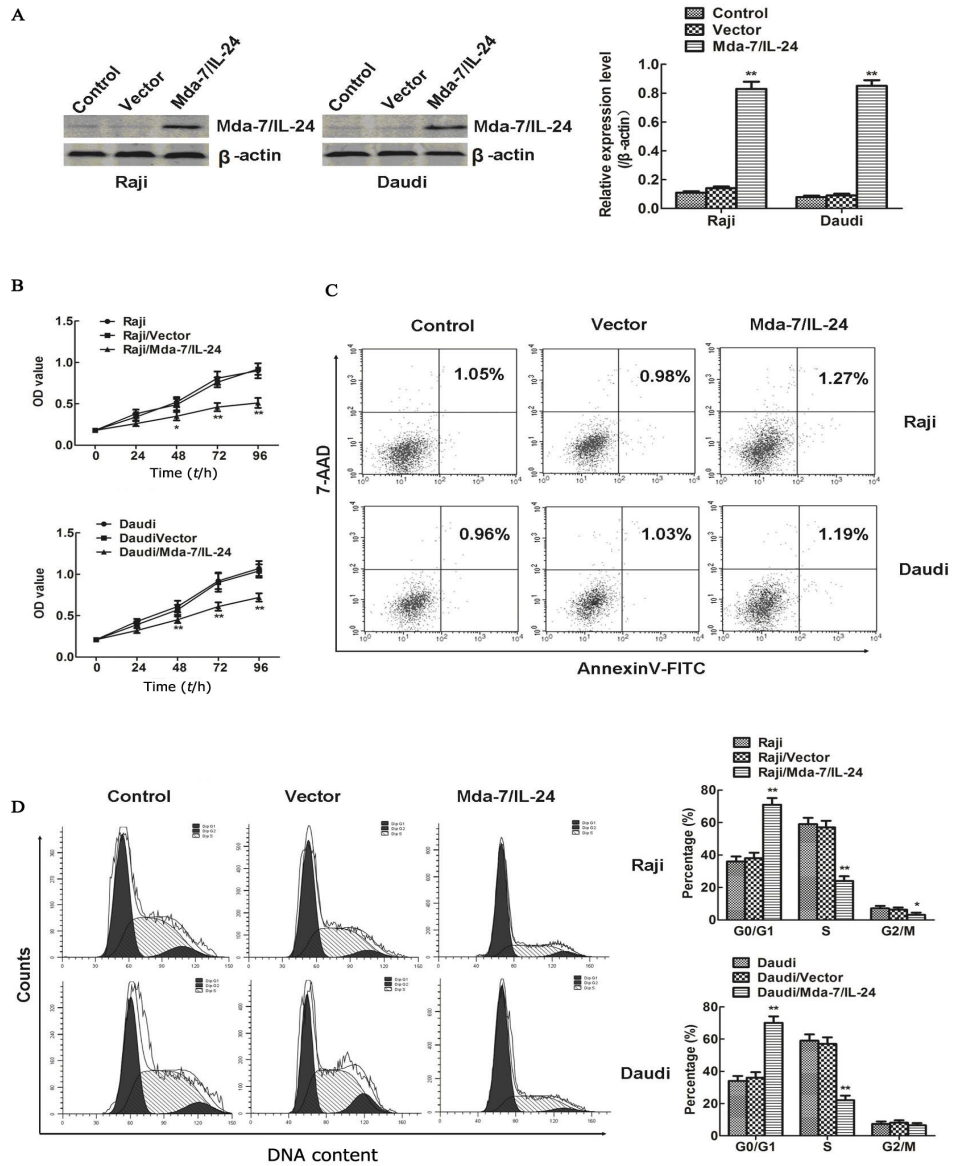 A
Control
Vector
Mda-7/IL-24
Mda-7/IL-24
β -actin
Raji
Control
Vector
Mda-7/IL-24
Mda-7/IL-24
β -actin
Daudi
Control
Vector
Mda-7/IL-24
Relative expression level
(/β-actin)
1.0
0.8
0.6
0.4
0.2
0.0
**
**
Raji
Daudi
B
Raji
Raji/Vector
Raji/Mda-7/IL-24
OD value
1.5
1.0
0.5
0.0
*
**
**
0 24 48 72 96
Time (t/h)
Daudi
DaudiVector
Daudi/Mda-7/IL-24
OD value
1.5
1.0
0.5
0.0
**
**
**
0 24 48 72 96
Time (t/h)
C
Control
Vector
Mda-7/IL-24
7-AAD
1.05%
0.98%
1.27%
Raji
0.96%
1.03%
1.19%
Daudi
AnnexinV-FITC
D
Control
Vector
Mda-7/IL-24
Counts
DNA content
Raji
Raji/Vector
Raji/Mda-7/IL-24
Raji
Percentage (%)
80
60
40
20
0
**
**
*
G0/G1 S G2/M
Daudi
Daudi/Vector
Daudi/Mda-7/IL-24
Daudi
Percentage (%)
80
60
40
20
0
**
**
G0/G1 S G2/M